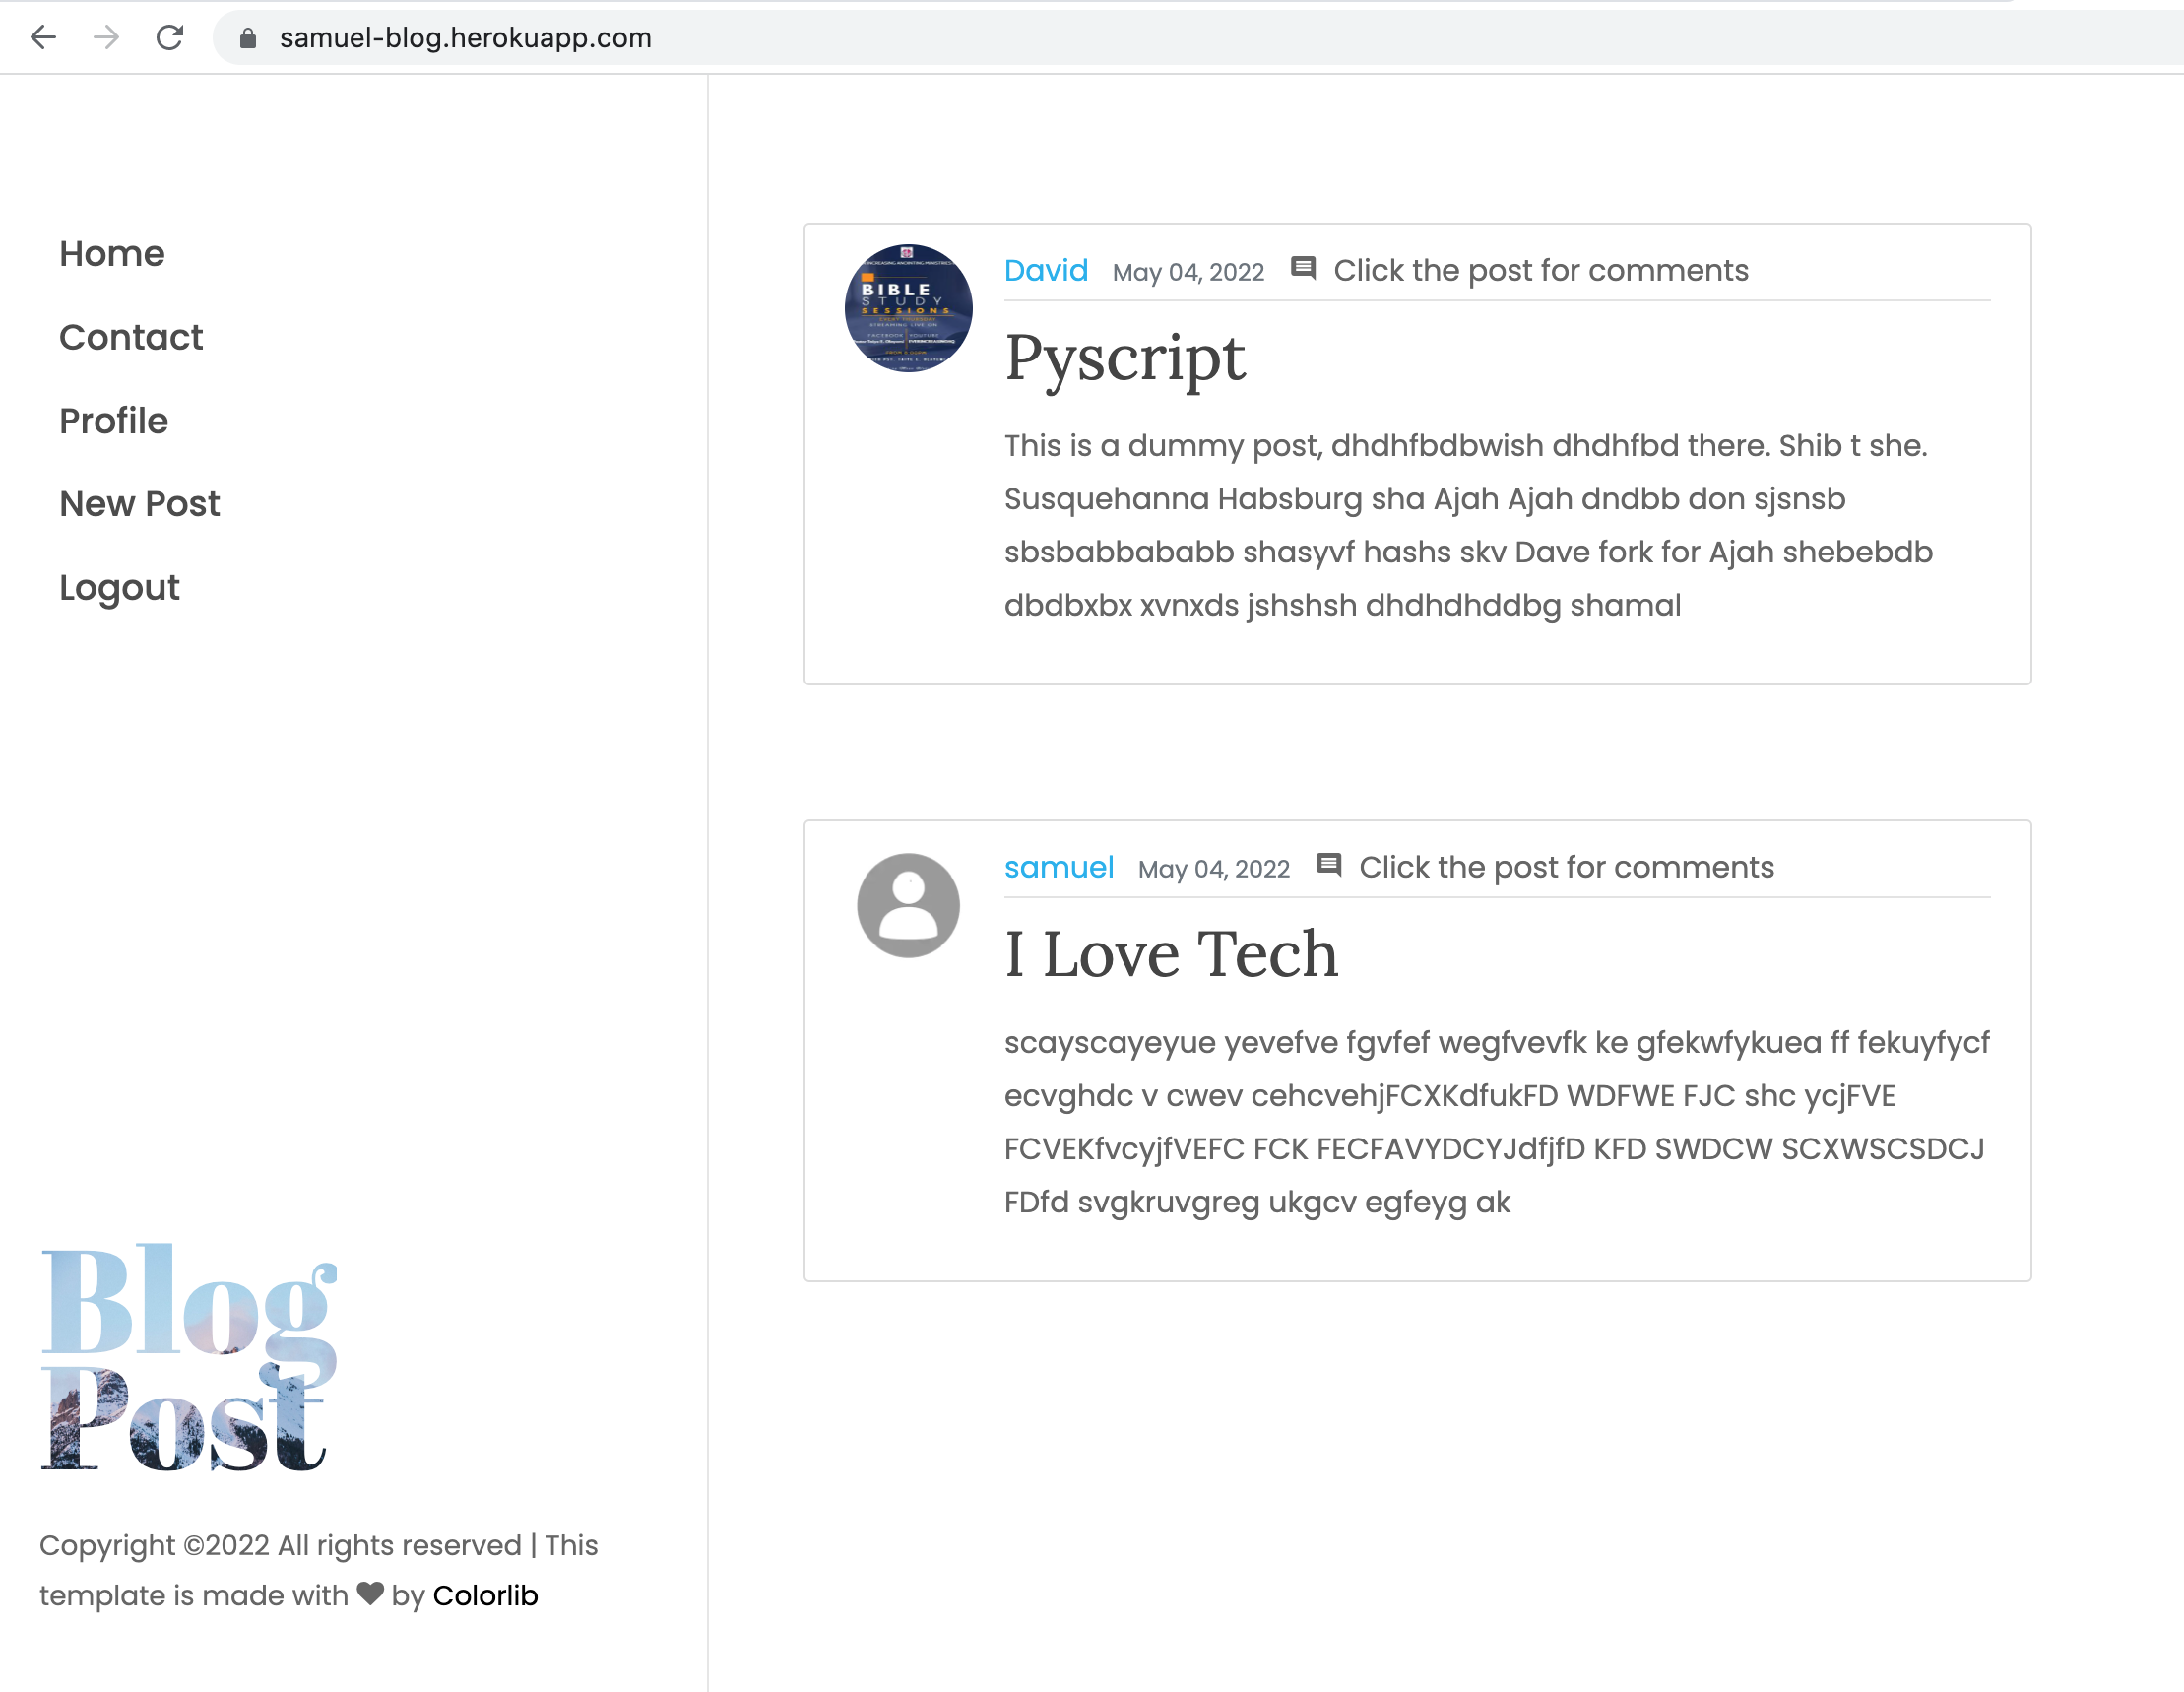 samuel-blog.herokuapp.com
Home
Contact
Profile
New Post
Logout
BIBLE
STUDY
SESSIONS
David May 04, 2022 Click the post for comments
Pyscript
This is a dummy post, dhdhfbdbwish dhdhfbd there. Shib t she.
Susquehanna Habsburg sha Ajah Ajah dndbb don sjsnsb
sbsbabbababb shasyvf hashs skv Dave fork for Ajah shebebdb
dbdbxbx xvnxds jshshsh dhdhdhddbg shamal
samuel May 04, 2022 Click the post for comments
I Love Tech
scayscayeyue yevefve fgvfef wegfvevfk ke gfekwfykuea ff fekuyfycf
ecvghdc v cwev cehcvehjFCXKdfukFD WDFWE FJC shc ycjFVE
FCVEKfvcyjfVEFC FCK FECFAVYDCYJdfjfD KFD SWDCW SCXWSCSDCJ
FDfd svgkruvgreg ukgcv egfeyg ak
Blog
Post
Copyright ©2022 All rights reserved | This
template is made with ♥ by Colorlib